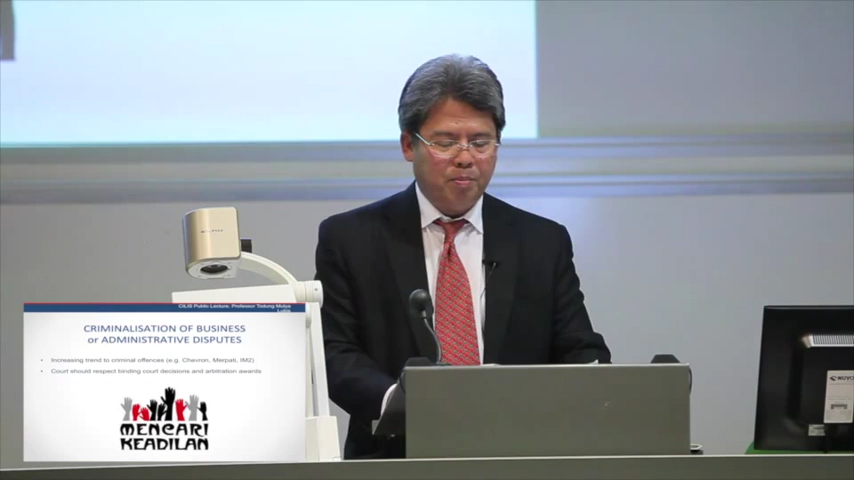 CILIS Public Lecture: Professor Todung Mulya
Lubis
CRIMINALISATION OF BUSINESS
or ADMINISTRATIVE DISPUTES
• Increasing trend to criminal offences (e.g. Chevron, Merpati, IM2)
• Court should respect binding court decisions and arbitration awards
MENCARI
KEADILAN